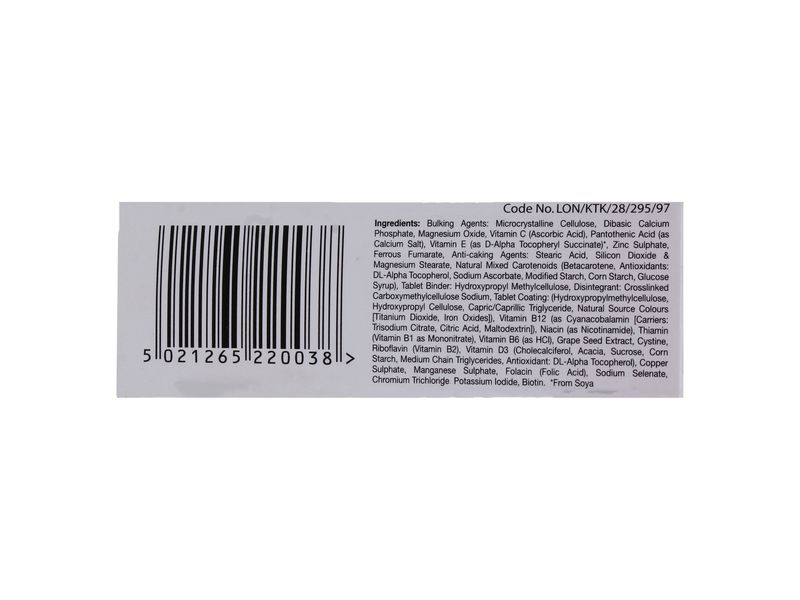 Code No. LON/KTK/28/295/97
Ingredients: Bulking Agents: Microcrystalline Cellulose, Dibasic Calcium
Phosphate, Magnesium Oxide, Vitamin C (Ascorbic Acid), Pantothenic Acid (as
Calcium Salt), Vitamin E (as D-Alpha Tocopheryl Succinate)*, Zinc Sulphate,
Ferrous Fumarate, Anti-caking Agents: Stearic Acid, Silicon Dioxide &
Magnesium Stearate, Natural Mixed Carotenoids (Betacarotene, Antioxidants:
DL-Alpha Tocopherol, Sodium Ascorbate, Modified Starch, Corn Starch, Glucose
Syrup), Tablet Binder: Hydroxypropyl Methylcellulose, Disintegrant: Crosslinked
Carboxymethylcellulose Sodium, Tablet Coating: (Hydroxypropylmethylcellulose,
Hydroxypropyl Cellulose, Capric/Caprillic Triglyceride, Natural Source Colours
[Titanium Dioxide, Iron Oxides]), Vitamin B12 (as Cyanacobalamin [Carriers:
Trisodium Citrate, Citric Acid, Maltodextrin]), Niacin (as Nicotinamide), Thiamin
(Vitamin B1 as Mononitrate), Vitamin B6 (as HCl), Grape Seed Extract, Cystine,
Riboflavin (Vitamin B2), Vitamin D3 (Cholecalciferol, Acacia, Sucrose, Corn
Starch, Medium Chain Triglycerides, Antioxidant: DL-Alpha Tocopherol), Copper
Sulphate, Manganese Sulphate, Folacin (Folic Acid), Sodium Selenate,
Chromium Trichloride Potassium Iodide, Biotin. *From Soya
5 021265 220038 >